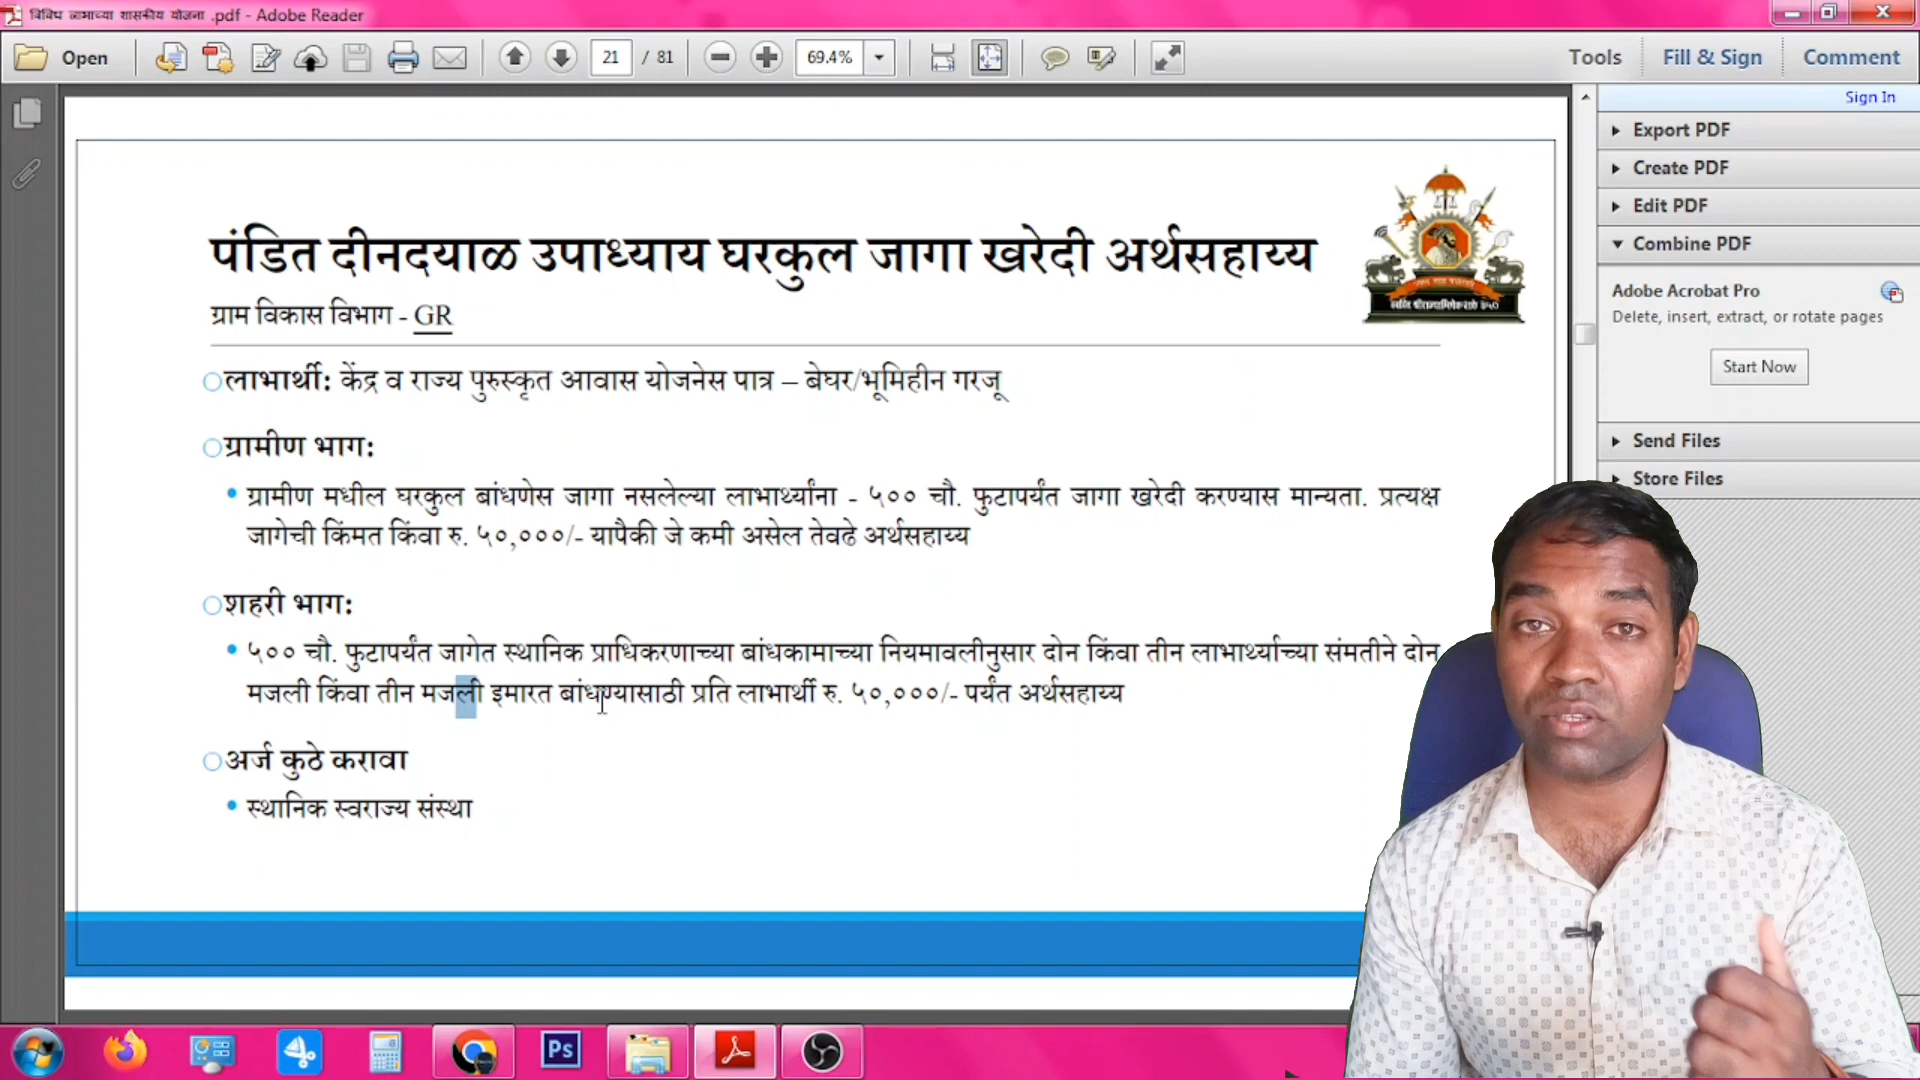 विविध लाभाच्या शासकीय योजना .pdf - Adobe Reader
Open
21 / 81
69.4%
Tools
Fill & Sign
Comment
Sign In
Export PDF
Create PDF
Edit PDF
Combine PDF
Adobe Acrobat Pro
Delete, insert, extract, or rotate pages
Start Now
Send Files
Store Files
पंडित दीनदयाळ उपाध्याय घरकुल जागा खरेदी अर्थसहाय्य
ग्राम विकास विभाग - GR
लाभार्थी: केंद्र व राज्य पुरुस्कृत आवास योजनेस पात्र – बेघर/भूमिहीन गरजू
ग्रामीण भाग:
• ग्रामीण मधील घरकुल बांधणेस जागा नसलेल्या लाभार्थ्यांना - ५०० चौ. फुटापर्यंत जागा खरेदी करण्यास मान्यता. प्रत्यक्ष
जागेची किंमत किंवा रु. ५०,०००/- यापैकी जे कमी असेल तेवढे अर्थसहाय्य
शहरी भाग:
• ५०० चौ. फुटापर्यंत जागेत स्थानिक प्राधिकरणाच्या बांधकामाच्या नियमावलीनुसार दोन किंवा तीन लाभार्थ्याच्या संमतीने दोन
मजली किंवा तीन मजली इमारत बांधण्यासाठी प्रति लाभार्थी रु. ५०,०००/- पर्यंत अर्थसहाय्य
अर्ज कुठे करावा
• स्थानिक स्वराज्य संस्था
Ps